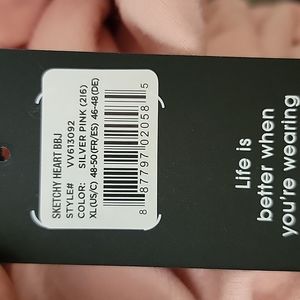 SKETCHY HEART BBJ
STYLE# VV613092
COLOR: SILVER PINK (216)
XL(US/C) 48-50(FR/ES) 46-48(DE)
8 87797 02058 5
Life is
better when
you're wearing